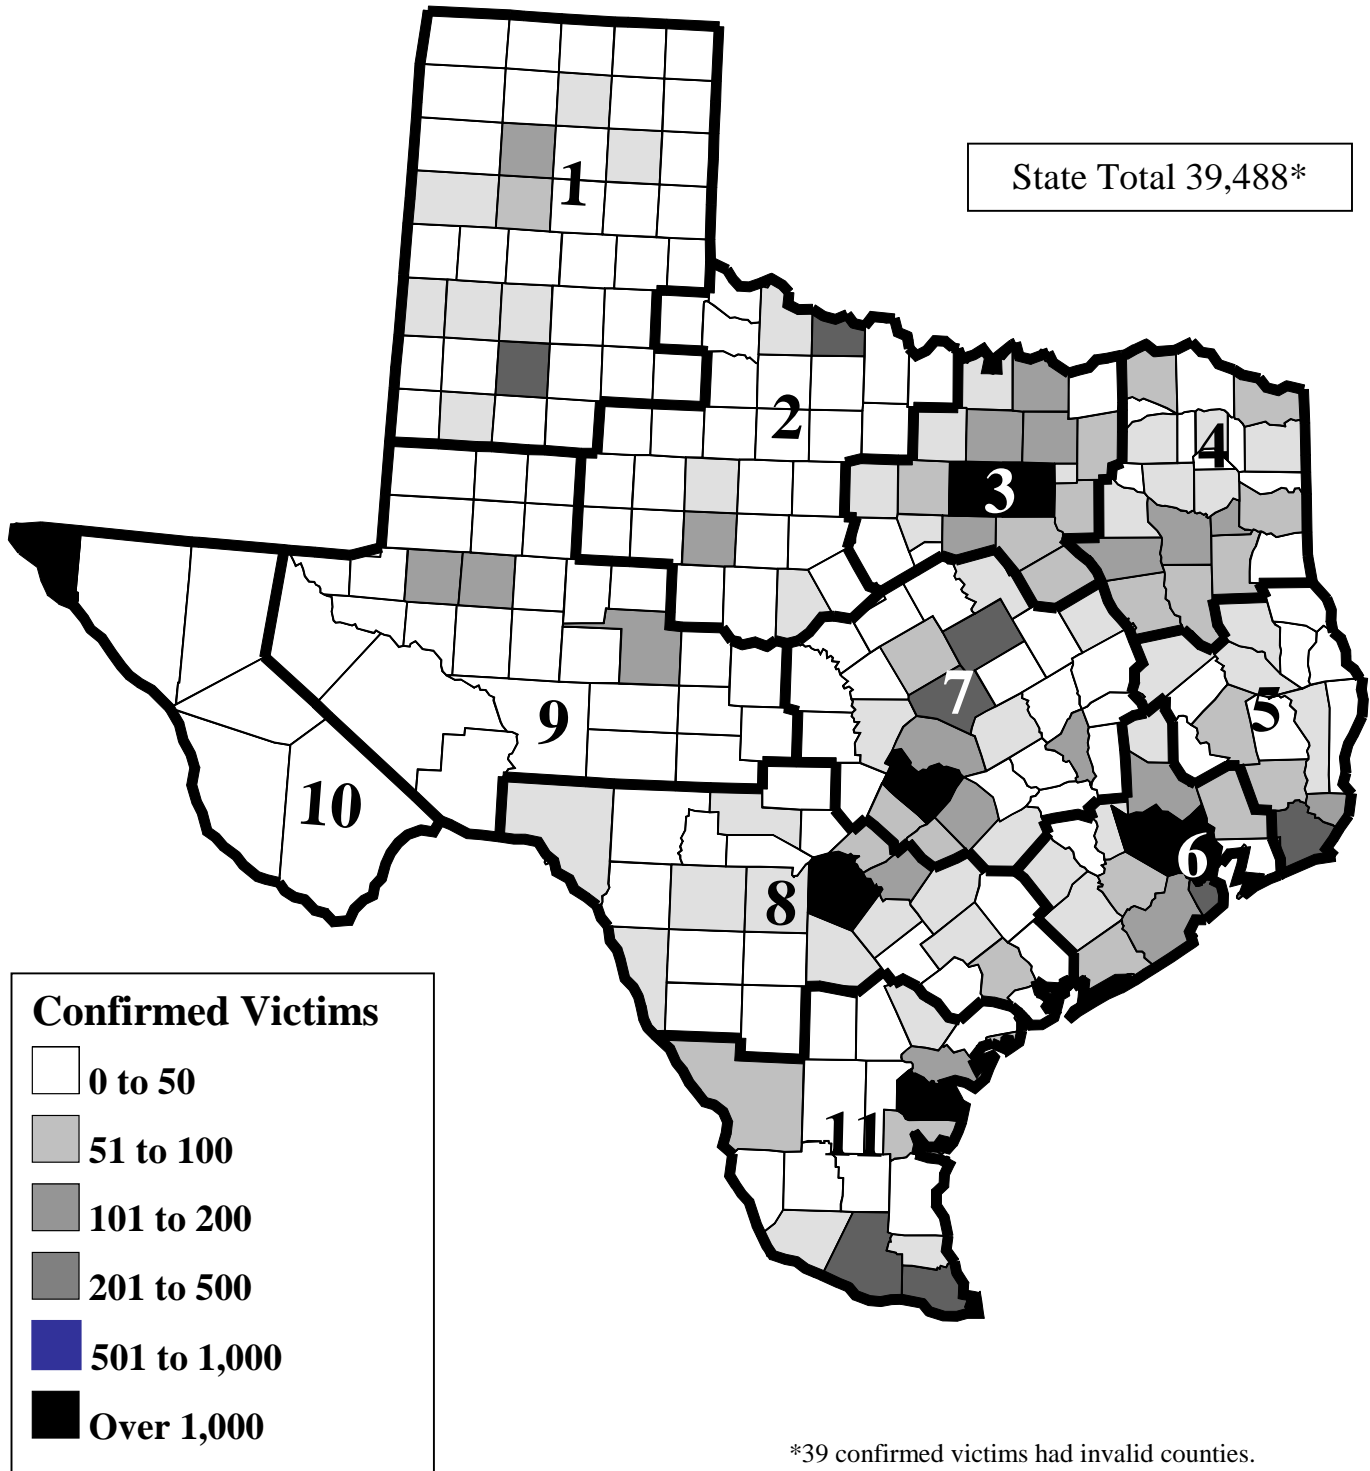 1
State Total 39,488*
2
4
3
7
5
9
10
6
8
Confirmed Victims
0 to 50
51 to 100
11
101 to 200
201 to 500
501 to 1,000
Over 1,000
*39 confirmed victims had invalid counties.